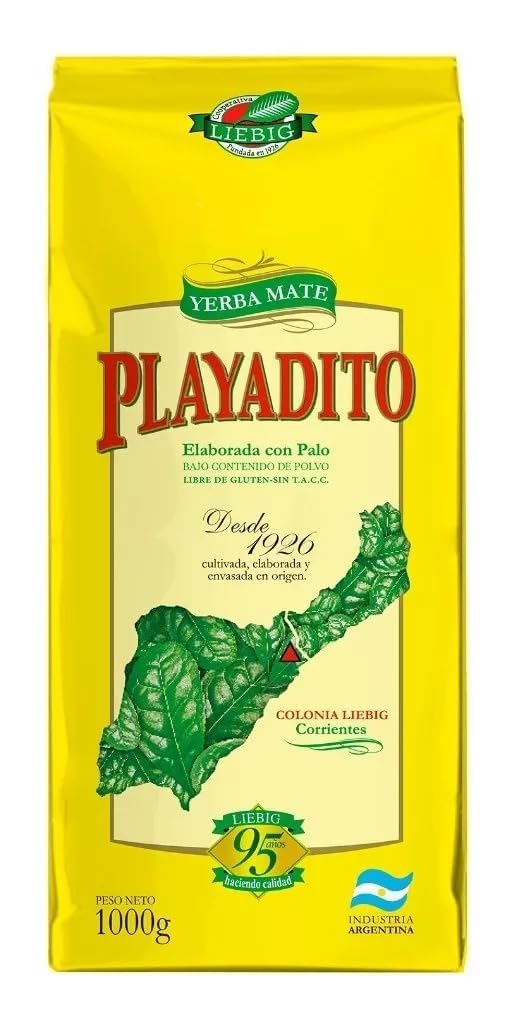 Cooperativa
LIEBIG
Fundada en 1926
YERBA MATE
PLAYADITO
Elaborada con Palo
BAJO CONTENIDO DE POLVO
LIBRE DE GLUTEN-SIN T.A.C.C.
Desde
1926
cultivada, elaborada y
envasada en origen.
COLONIA LIEBIG
Corrientes
LIEBIG
95 años
haciendo calidad
PESO NETO
1000g
INDUSTRIA
ARGENTINA